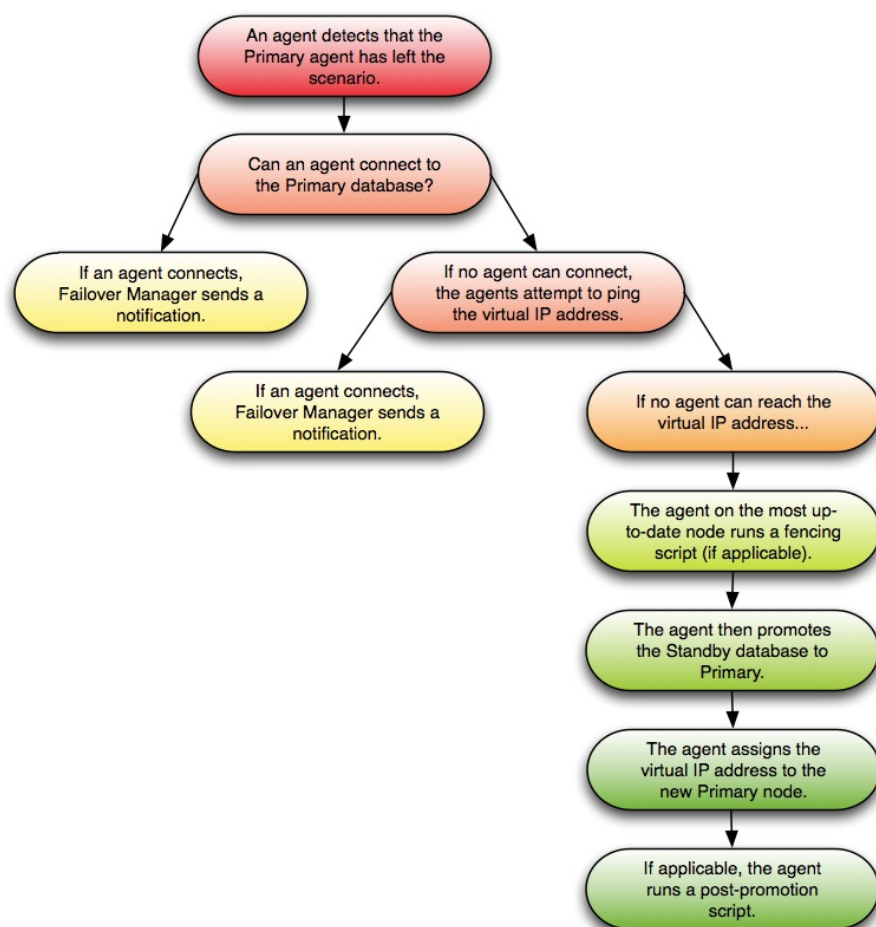 An agent detects that the
Primary agent has left the
scenario.
Can an agent connect to
the Primary database?
If an agent connects,
Failover Manager sends a
notification.
If no agent can connect,
the agents attempt to ping
the virtual IP address.
If an agent connects,
Failover Manager sends a
notification.
If no agent can reach the
virtual IP address...
The agent on the most up-
to-date node runs a fencing
script (if applicable).
The agent then promotes
the Standby database to
Primary.
The agent assigns the
virtual IP address to the
new Primary node.
If applicable, the agent
runs a post-promotion
script.